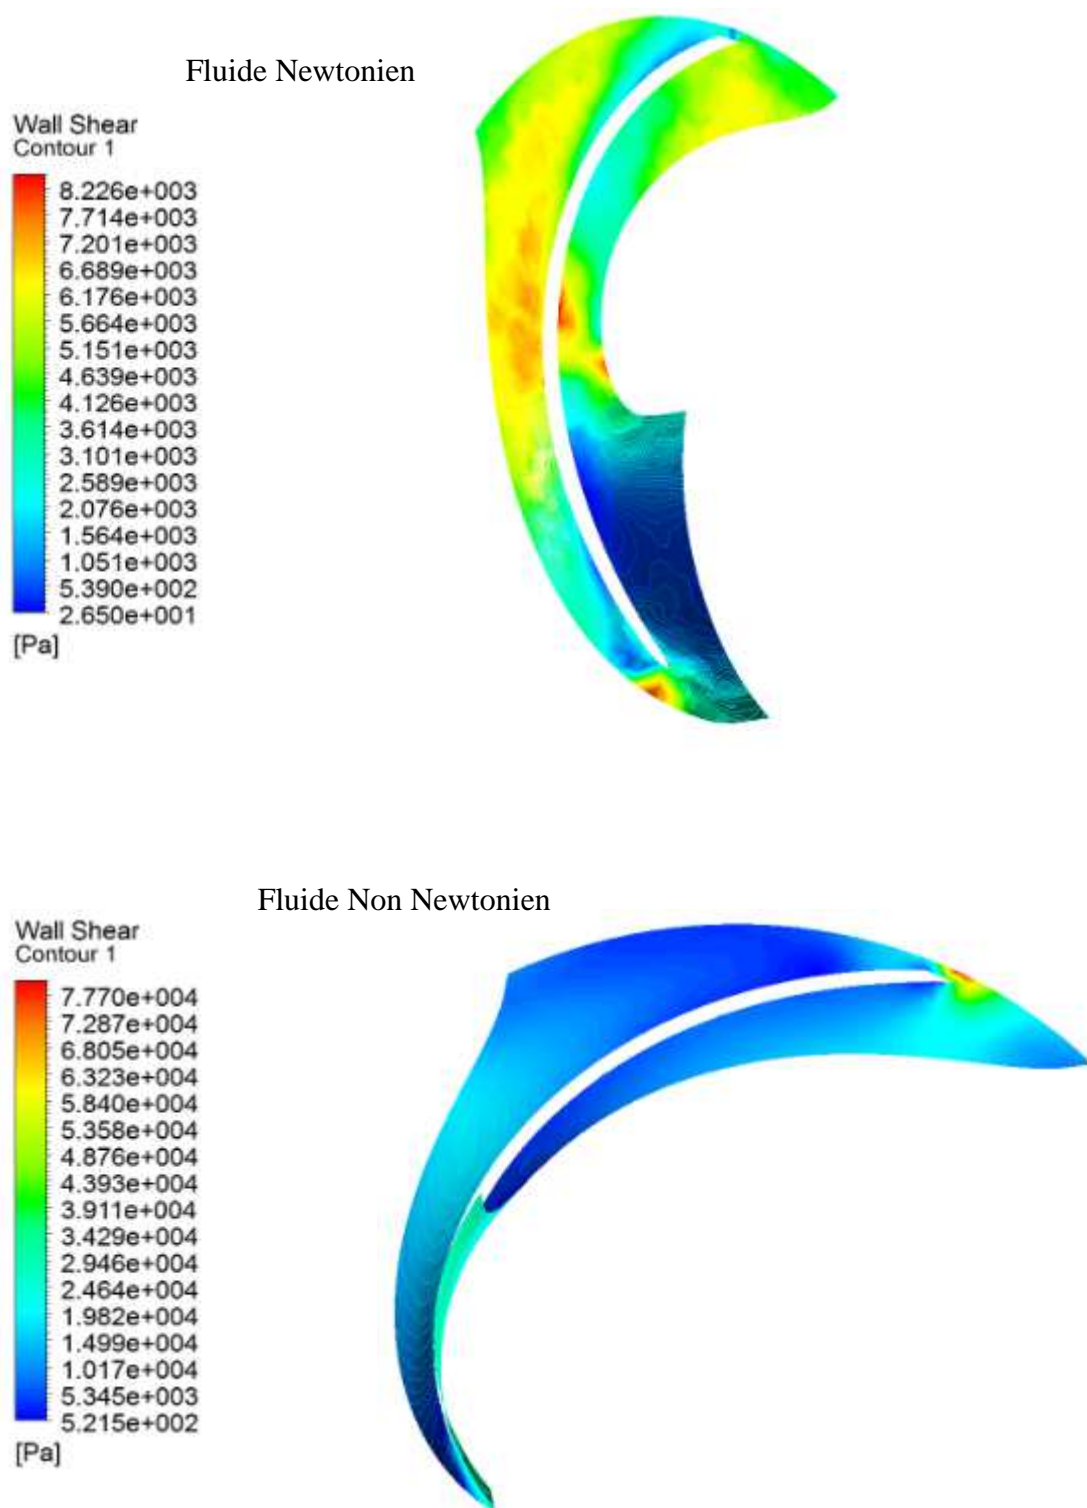 Fluide Newtonien
Wall Shear
Contour 1
8.226e+003
7.714e+003
7.201e+003
6.689e+003
6.176e+003
5.664e+003
5.151e+003
4.639e+003
4.126e+003
3.614e+003
3.101e+003
2.589e+003
2.076e+003
1.564e+003
1.051e+003
5.390e+002
2.650e+001
[Pa]
Fluide Non Newtonien
Wall Shear
Contour 1
7.770e+004
7.287e+004
6.805e+004
6.323e+004
5.840e+004
5.358e+004
4.876e+004
4.393e+004
3.911e+004
3.429e+004
2.946e+004
2.464e+004
1.982e+004
1.499e+004
1.017e+004
5.345e+003
5.215e+002
[Pa]